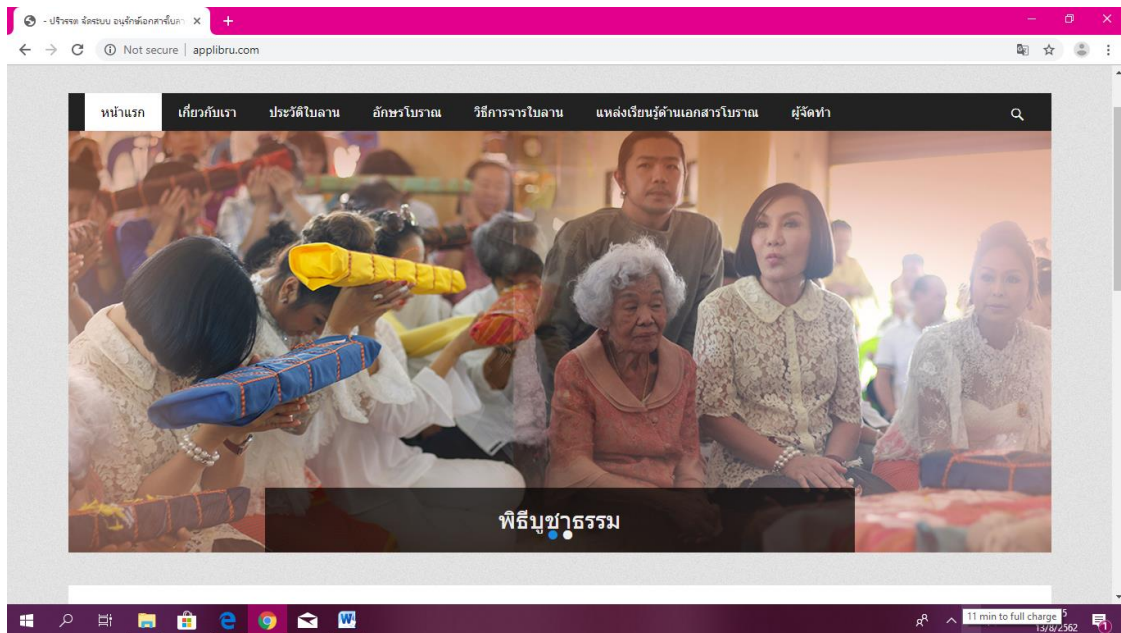 - ปริวรรต จัดระบบ อนุรักษ์เอกสารใบลา
Not secure | applibru.com
หน้าแรก เกี่ยวกับเรา ประวัติใบลาน อักษรโบราณ วิธีการจารใบลาน แหล่งเรียนรู้ด้านเอกสารโบราณ ผู้จัดทำ
พิธีบูชาธรรม
11 min to full charge
13/8/2562